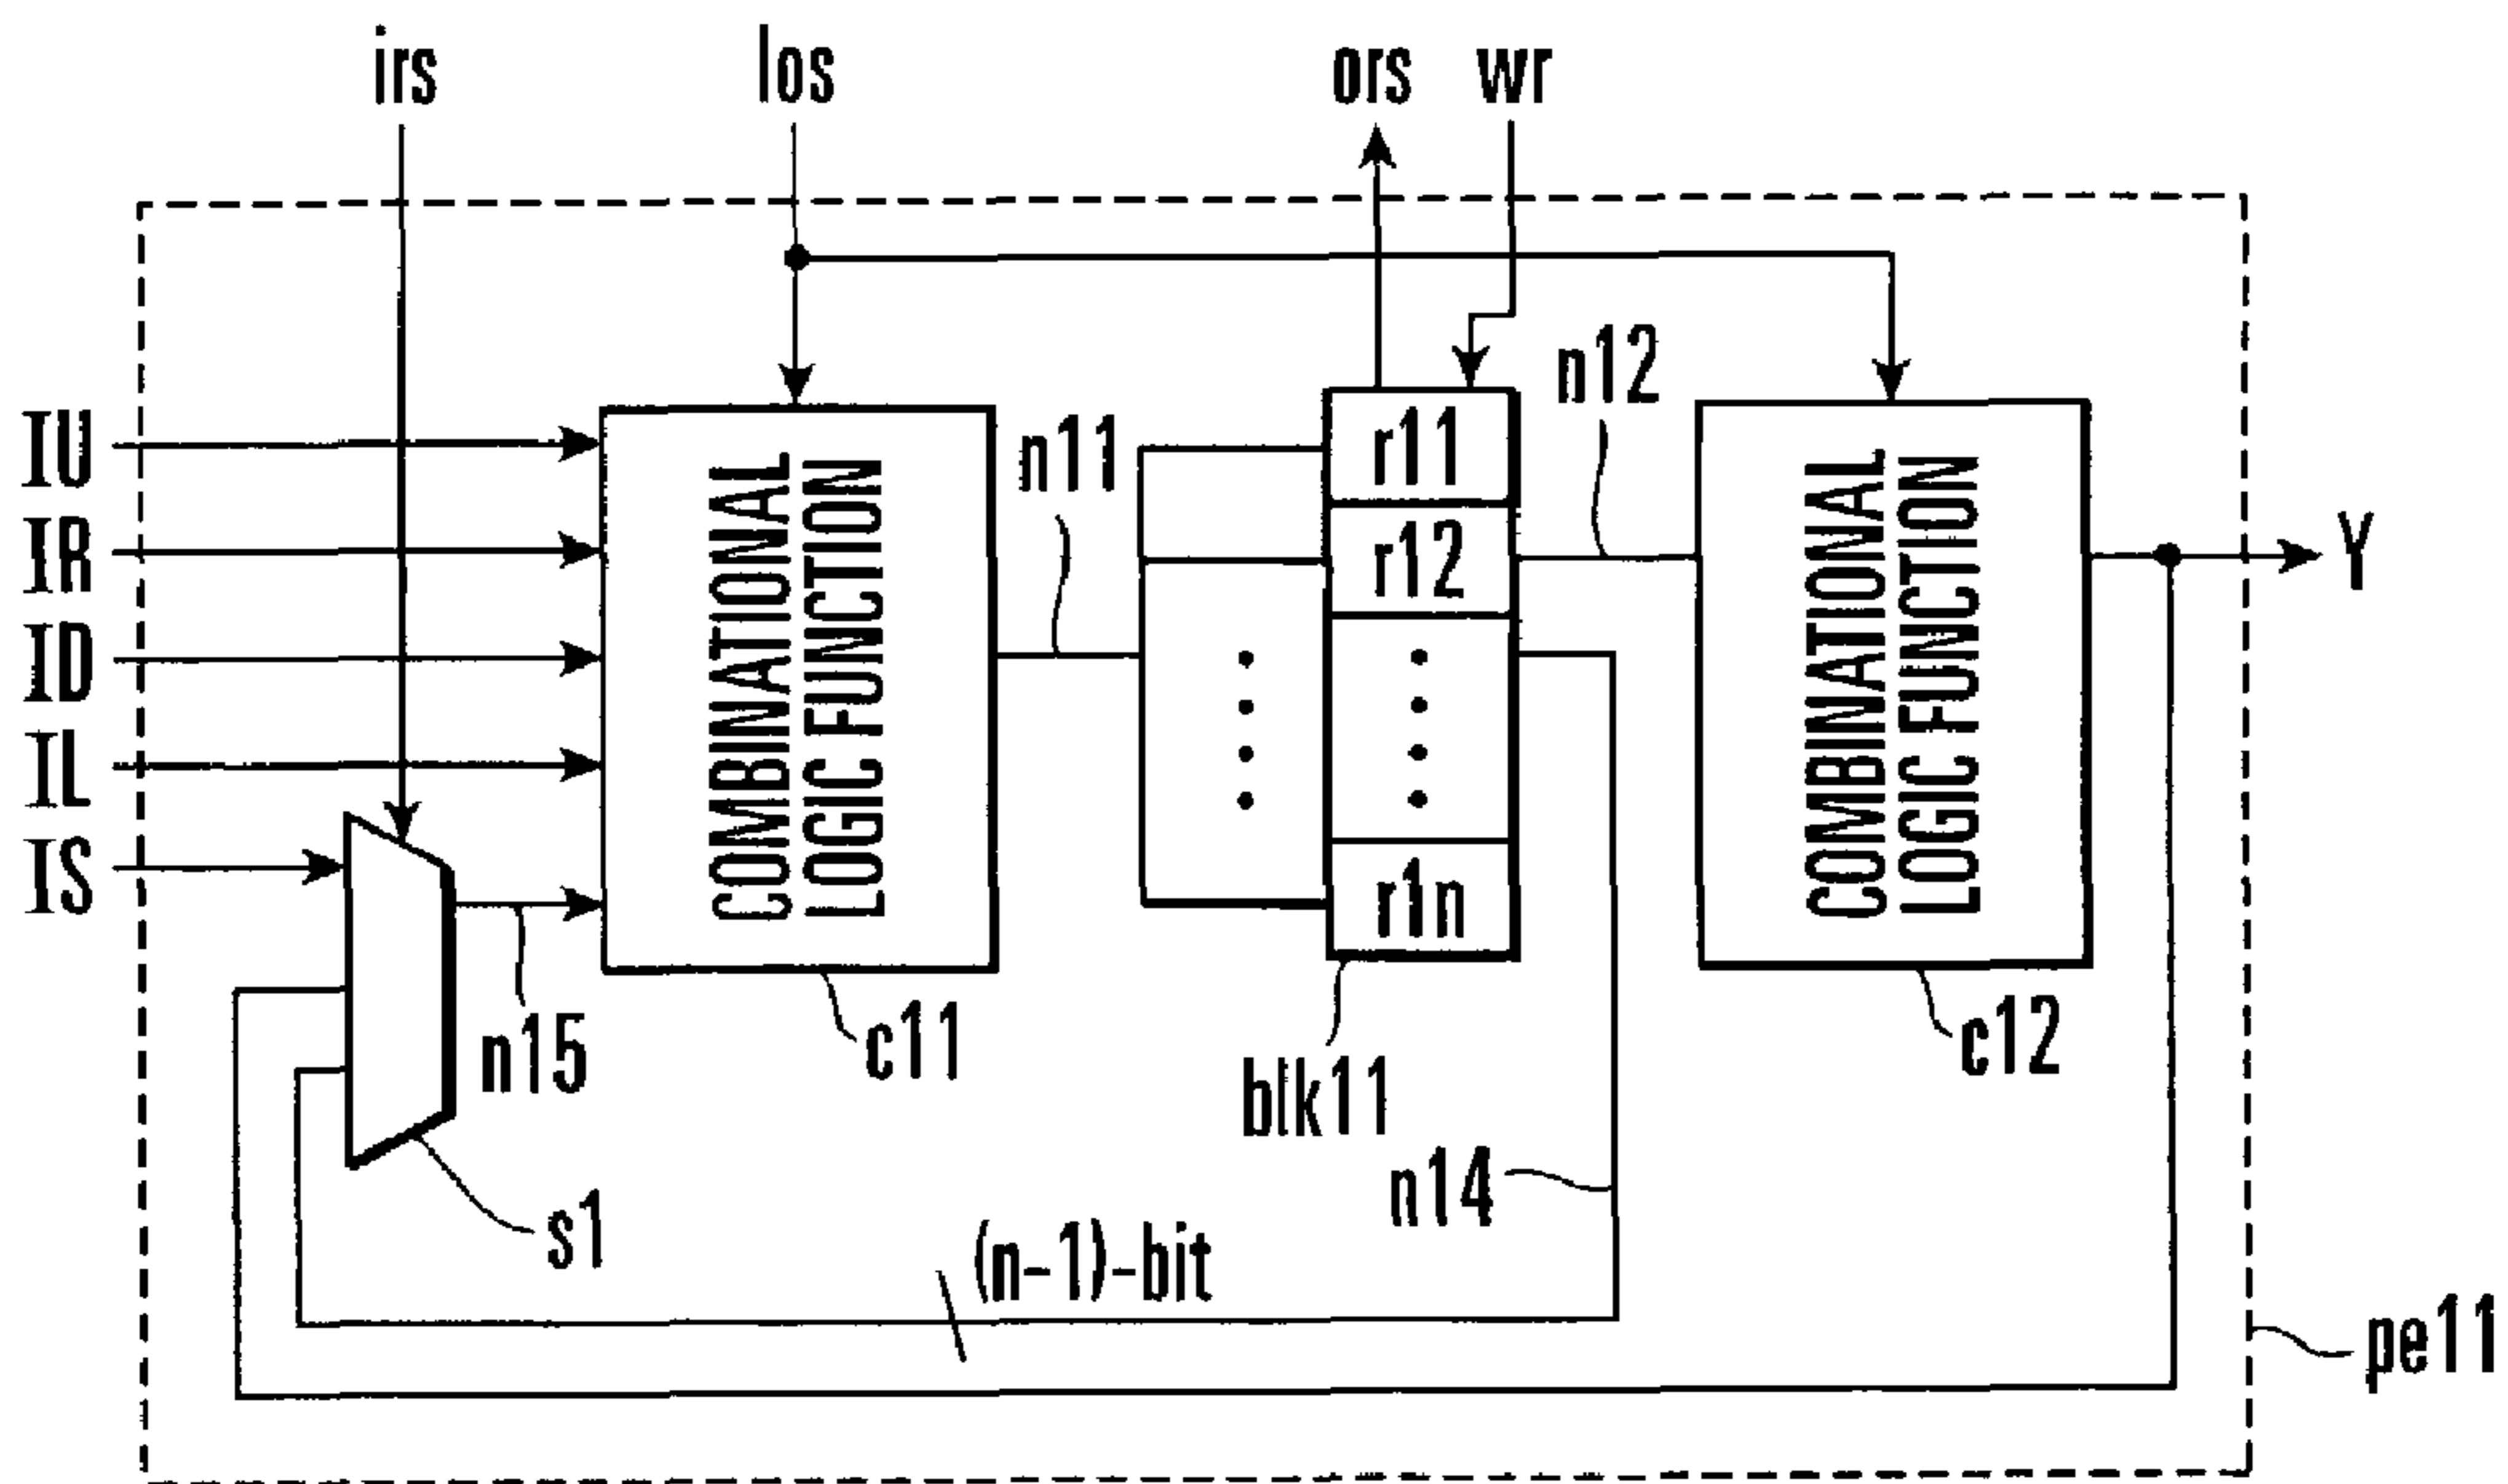 irs
los
ors
wr
IU
IR
ID
IL
IS
COMBINATIONAL
LOGIC FUNCTION
n11
r11
r12
r1n
n12
COMBINATIONAL
LOGIC FUNCTION
Y
n15
c11
blk11
c12
n14
s1
(n-1)-bit
pe11